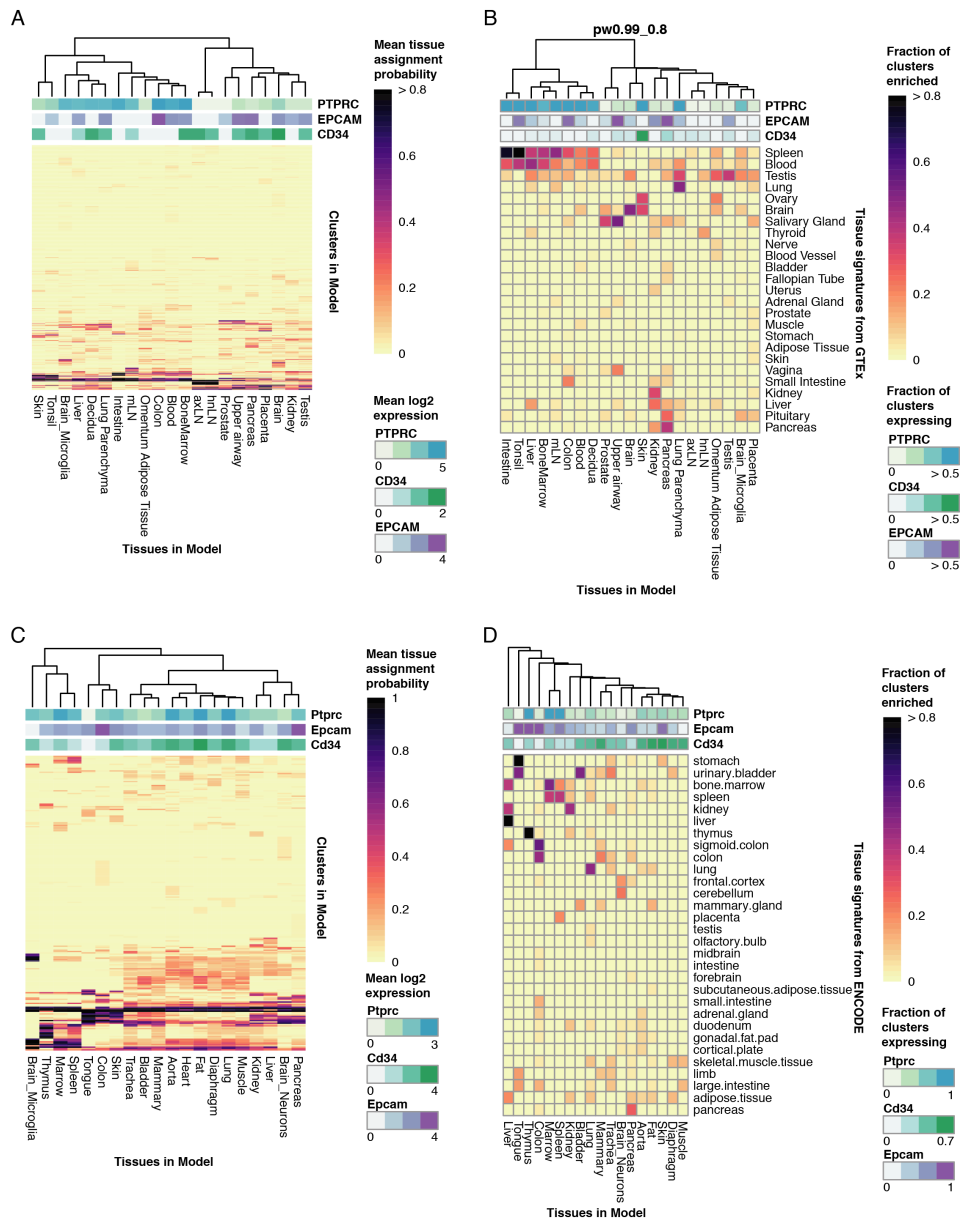 A
Mean tissue
assignment
probability
> 0.8
PTPRC
EPCAM
CD34
0.6
0.4
0.2
0
Clusters in Model
Skin
Tonsil
Brain_Microglia
Liver
Decidua
Lung Parenchyma
Intestine
mLN
Omentum Adipose Tissue
Colon
Blood
BoneMarrow
axLN
hnLN
Prostate
Upper airway
Pancreas
Placenta
Brain
Kidney
Testis
Tissues in Model
Mean log2
expression
PTPRC
0 5
CD34
0 2
EPCAM
0 4
B
pw0.99_0.8
Fraction of
clusters
enriched
> 0.8
PTPRC
EPCAM
CD34
0.6
0.4
0.2
0
Spleen
Blood
Testis
Lung
Ovary
Brain
Salivary Gland
Thyroid
Nerve
Blood Vessel
Bladder
Fallopian Tube
Uterus
Adrenal Gland
Prostate
Muscle
Stomach
Adipose Tissue
Skin
Vagina
Small Intestine
Kidney
Liver
Pituitary
Pancreas
Tissue signatures from GTEx
Intestine
Tonsil
Liver
BoneMarrow
mLN
Colon
Blood
Decidua
Prostate
Upper airway
Brain
Skin
Kidney
Pancreas
Lung Parenchyma
axLN
hnLN
Omentum Adipose Tissue
Testis
Brain_Microglia
Placenta
Tissues in Model
Fraction of
clusters
expressing
PTPRC
0 > 0.5
CD34
0 > 0.5
EPCAM
0 > 0.5
C
Mean tissue
assignment
probability
1
Ptprc
Epcam
Cd34
0.8
0.6
0.4
0.2
0
Clusters in Model
Brain_Microglia
Thymus
Marrow
Spleen
Tongue
Colon
Skin
Trachea
Bladder
Mammary
Aorta
Heart
Fat
Diaphragm
Lung
Muscle
Kidney
Liver
Brain_Neurons
Pancreas
Tissues in Model
Mean log2
expression
Ptprc
0 3
Cd34
0 4
Epcam
0 4
D
Fraction of
clusters
enriched
> 0.8
Ptprc
Epcam
Cd34
0.6
0.4
0.2
0
stomach
urinary.bladder
bone.marrow
spleen
kidney
liver
thymus
sigmoid.colon
colon
lung
frontal.cortex
cerebellum
mammary.gland
placenta
testis
olfactory.bulb
midbrain
intestine
forebrain
subcutaneous.adipose.tissue
small.intestine
adrenal.gland
duodenum
gonadal.fat.pad
cortical.plate
skeletal.muscle.tissue
limb
large.intestine
adipose.tissue
pancreas
Tissue signatures from ENCODE
Liver
Tongue
Thymus
Colon
Marrow
Spleen
Kidney
Bladder
Lung
Mammary
Trachea
Brain_Neurons
Pancreas
Aorta
Fat
Skin
Diaphragm
Muscle
Tissues in Model
Fraction of
clusters
expressing
Ptprc
0 1
Cd34
0 0.7
Epcam
0 1